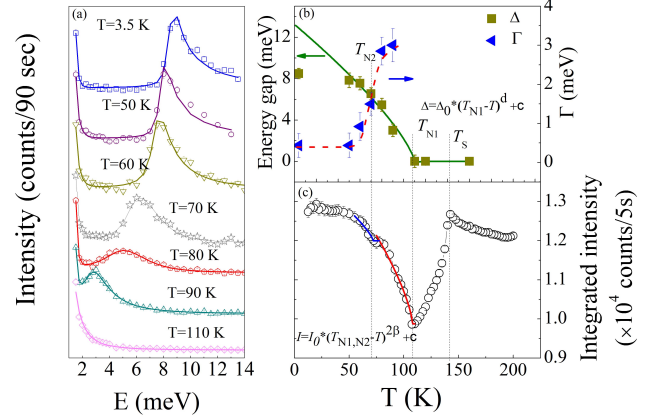 (a)
T=3.5 K
T=50 K
T=60 K
T=70 K
T=80 K
T=90 K
T=110 K
Intensity (counts/90 sec)
2 4 6 8 10 12 14
E (meV)
(b)
Δ
Γ
T_N2
Δ=Δ_0*(T_N1-T)^d+c
T_N1
T_S
Energy gap (meV)
12
8
4
0
Γ (meV)
4
3
2
1
0
(c)
I=I_0*(T_N1,N2-T)^2β+c
1.3
1.2
1.1
1.0
0.9
Integrated intensity
(×10^4 counts/5s)
0 50 100 150 200
T (K)